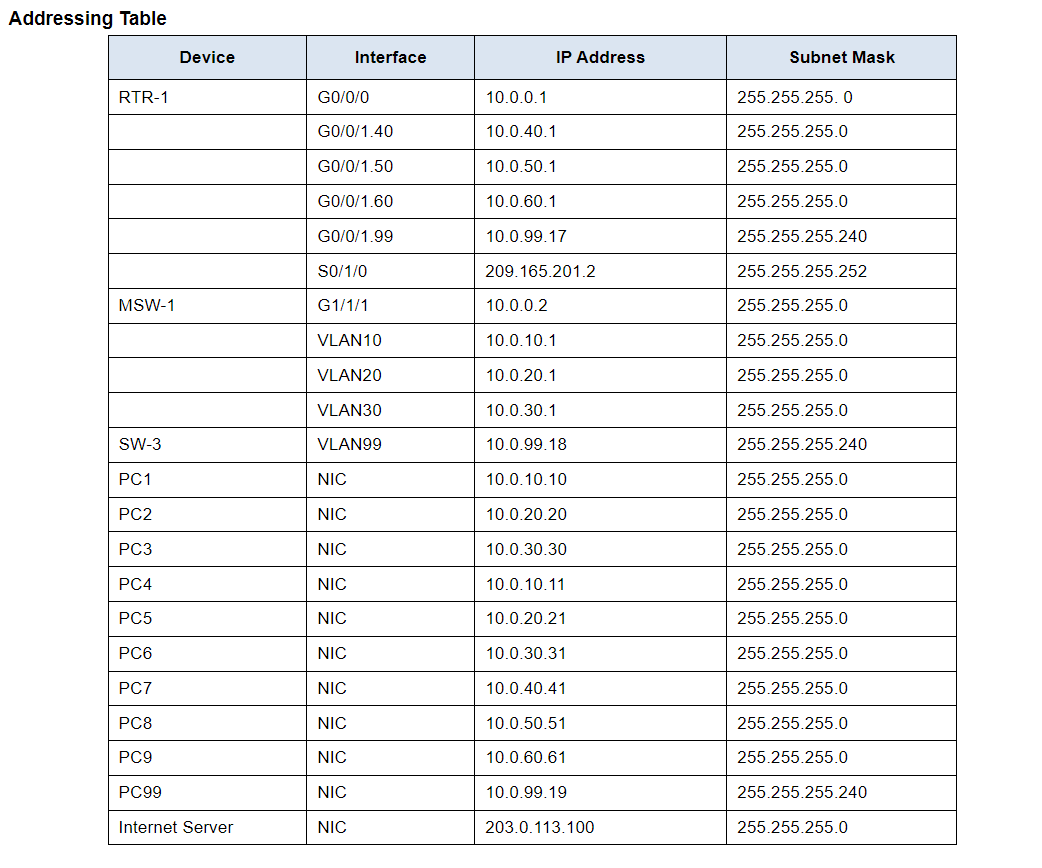 Addressing Table
Device Interface IP Address Subnet Mask
RTR-1 G0/0/0 10.0.0.1 255.255.255. 0
G0/0/1.40 10.0.40.1 255.255.255.0
G0/0/1.50 10.0.50.1 255.255.255.0
G0/0/1.60 10.0.60.1 255.255.255.0
G0/0/1.99 10.0.99.17 255.255.255.240
S0/1/0 209.165.201.2 255.255.255.252
MSW-1 G1/1/1 10.0.0.2 255.255.255.0
VLAN10 10.0.10.1 255.255.255.0
VLAN20 10.0.20.1 255.255.255.0
VLAN30 10.0.30.1 255.255.255.0
SW-3 VLAN99 10.0.99.18 255.255.255.240
PC1 NIC 10.0.10.10 255.255.255.0
PC2 NIC 10.0.20.20 255.255.255.0
PC3 NIC 10.0.30.30 255.255.255.0
PC4 NIC 10.0.10.11 255.255.255.0
PC5 NIC 10.0.20.21 255.255.255.0
PC6 NIC 10.0.30.31 255.255.255.0
PC7 NIC 10.0.40.41 255.255.255.0
PC8 NIC 10.0.50.51 255.255.255.0
PC9 NIC 10.0.60.61 255.255.255.0
PC99 NIC 10.0.99.19 255.255.255.240
Internet Server NIC 203.0.113.100 255.255.255.0